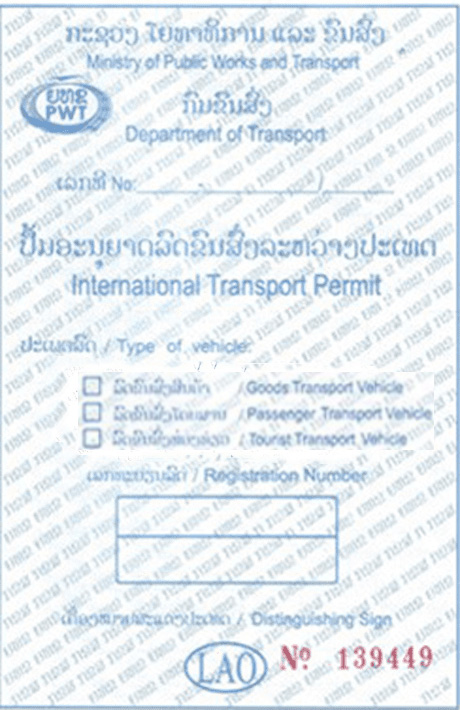 ກະຊວງ ໂຍທາທິການ ແລະ ຂົນສົ່ງ
Ministry of Public Works and Transport
ຍທຂ
PWT
ກົມຂົນສົ່ງ
Department of Transport
ເລກທີ No:
ປຶ້ມອະນຸຍາດລົດຂົນສົ່ງລະຫວ່າງປະເທດ
International Transport Permit
ປະເພດລົດ / Type of vehicle:
ລົດຂົນສົ່ງສິນຄ້າ / Goods Transport Vehicle
ລົດຂົນສົ່ງໂດຍສານ / Passenger Transport Vehicle
ລົດຂົນສົ່ງທ່ອງທ່ຽວ / Tourist Transport Vehicle
ເລກທະບຽນລົດ / Registration Number
ເຄື່ອງໝາຍສະແດງປະເທດ / Distinguishing Sign
LAO Nº 139449